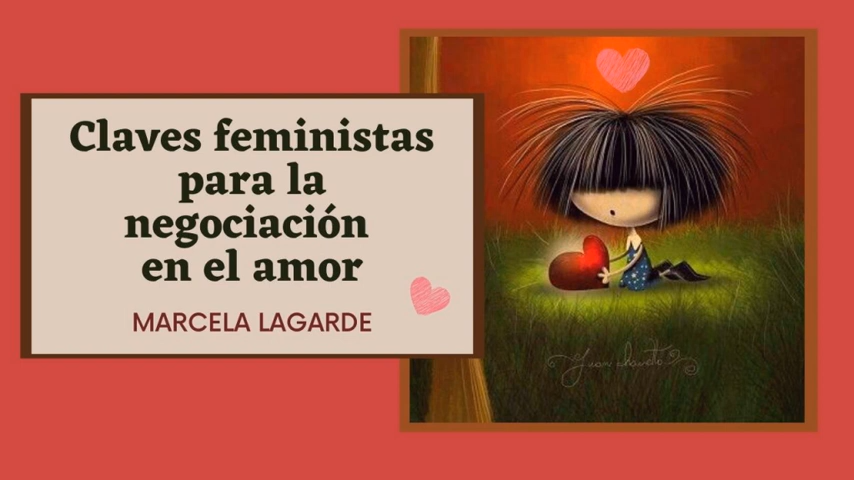 Claves feministas
para la
negociación
en el amor
MARCELA LAGARDE